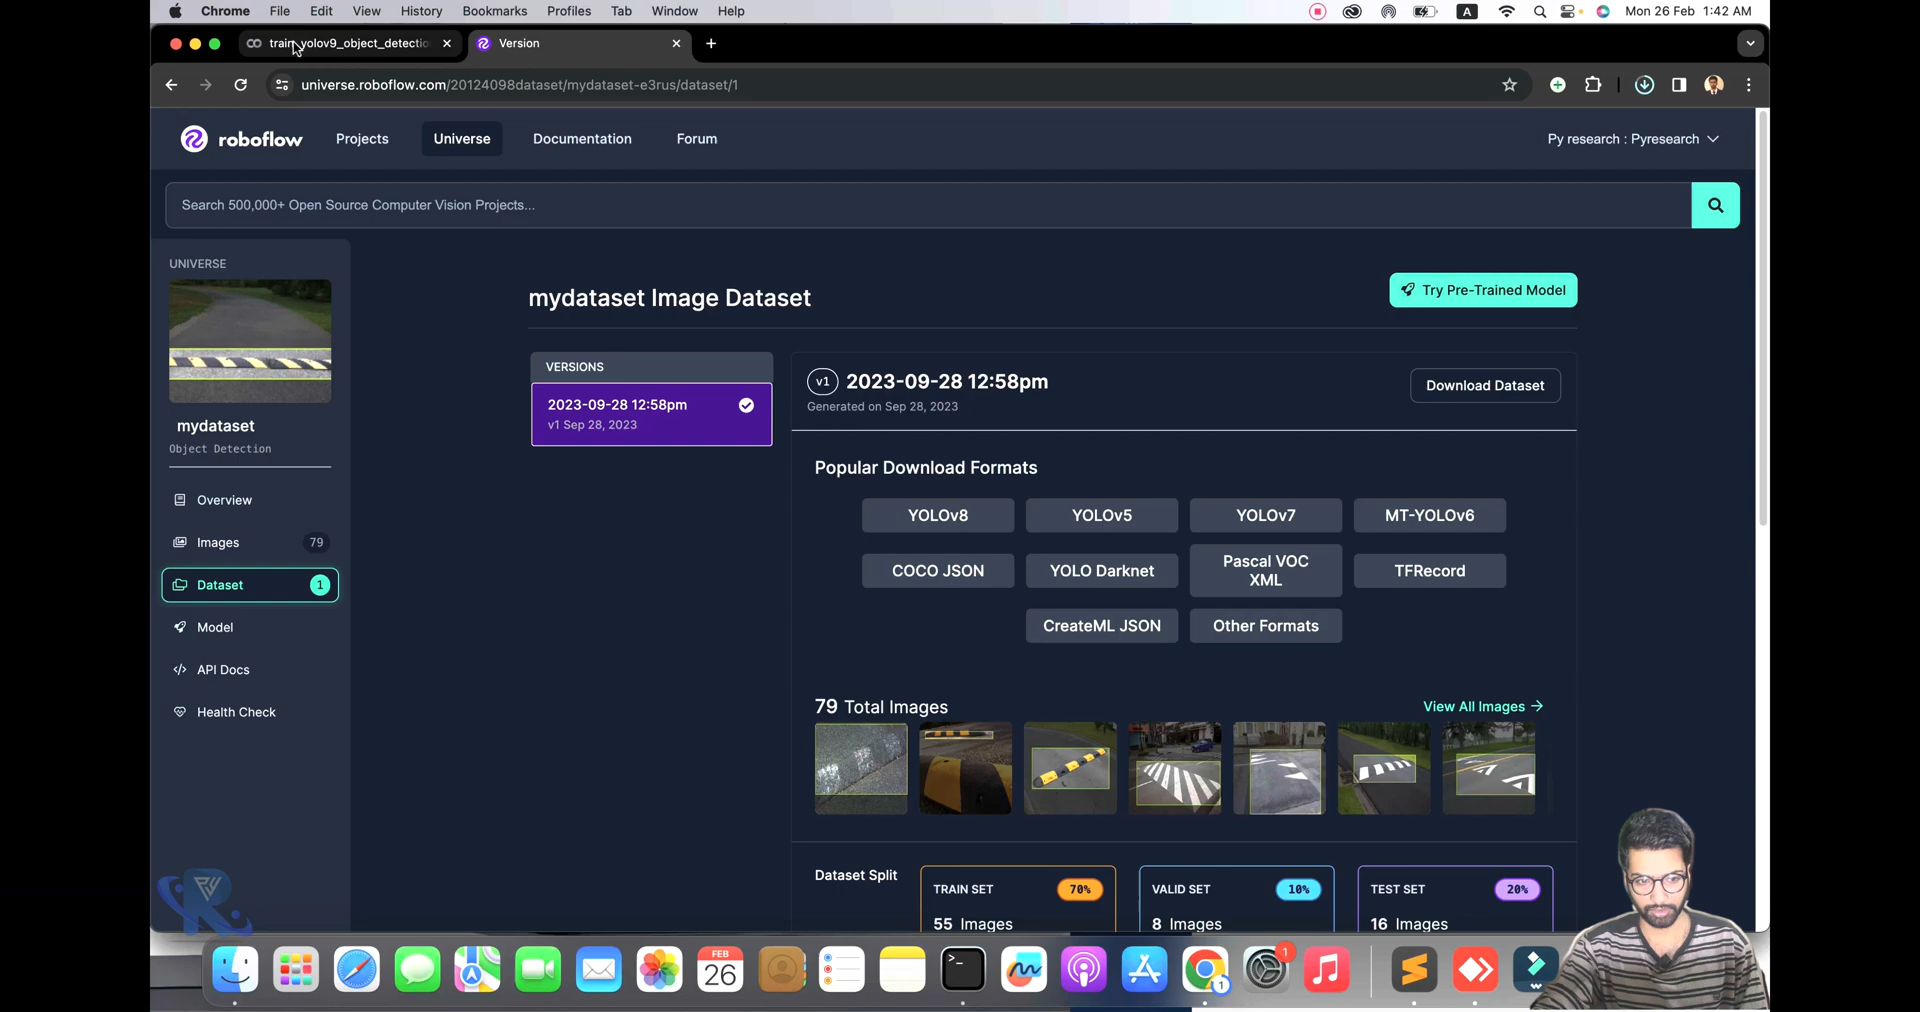 Chrome File Edit View History Bookmarks Profiles Tab Window Help A Mon 26 Feb 1:42 AM
train_yolov9_object_detectio Version
universe.roboflow.com/20124098dataset/mydataset-e3rus/dataset/1
roboflow Projects Universe Documentation Forum Py research : Pyresearch
Search 500,000+ Open Source Computer Vision Projects...
UNIVERSE
mydataset
Object Detection
Overview
Images 79
Dataset 1
Model
API Docs
Health Check
mydataset Image Dataset
Try Pre-Trained Model
VERSIONS
2023-09-28 12:58pm
v1 Sep 28, 2023
v1 2023-09-28 12:58pm
Generated on Sep 28, 2023
Download Dataset
Popular Download Formats
YOLOv8 YOLOv5 YOLOv7 MT-YOLOv6
COCO JSON YOLO Darknet Pascal VOC XML TFRecord
CreateML JSON Other Formats
79 Total Images
View All Images
Dataset Split
TRAIN SET 70%
55 Images
VALID SET 10%
8 Images
TEST SET 20%
16 Images
FEB
26
>_
1
1